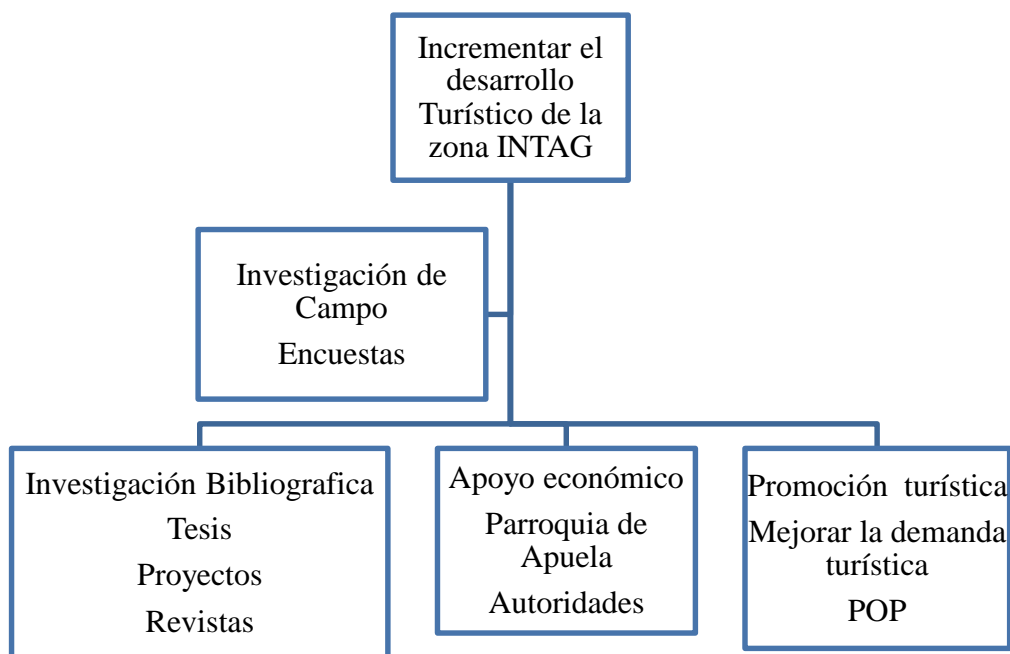 Incrementar el
desarrollo
Turístico de la
zona INTAG
Investigación de
Campo
Encuestas
Investigación Bibliografica
Tesis
Proyectos
Revistas
Apoyo económico
Parroquia de
Apuela
Autoridades
Promoción turística
Mejorar la demanda
turística
POP